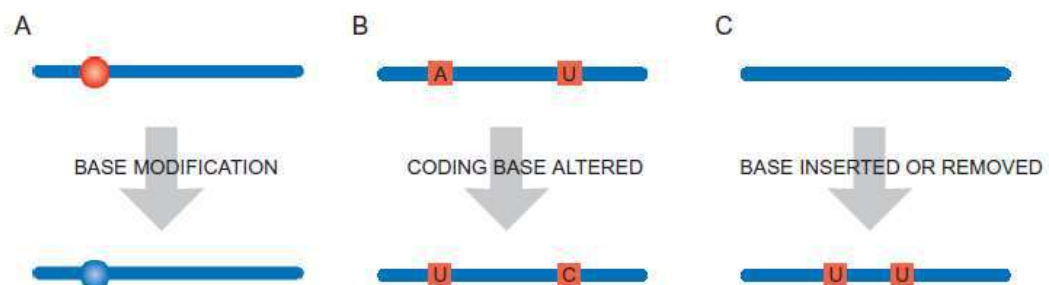 A B C
A U
BASE MODIFICATION CODING BASE ALTERED BASE INSERTED OR REMOVED
U C U U